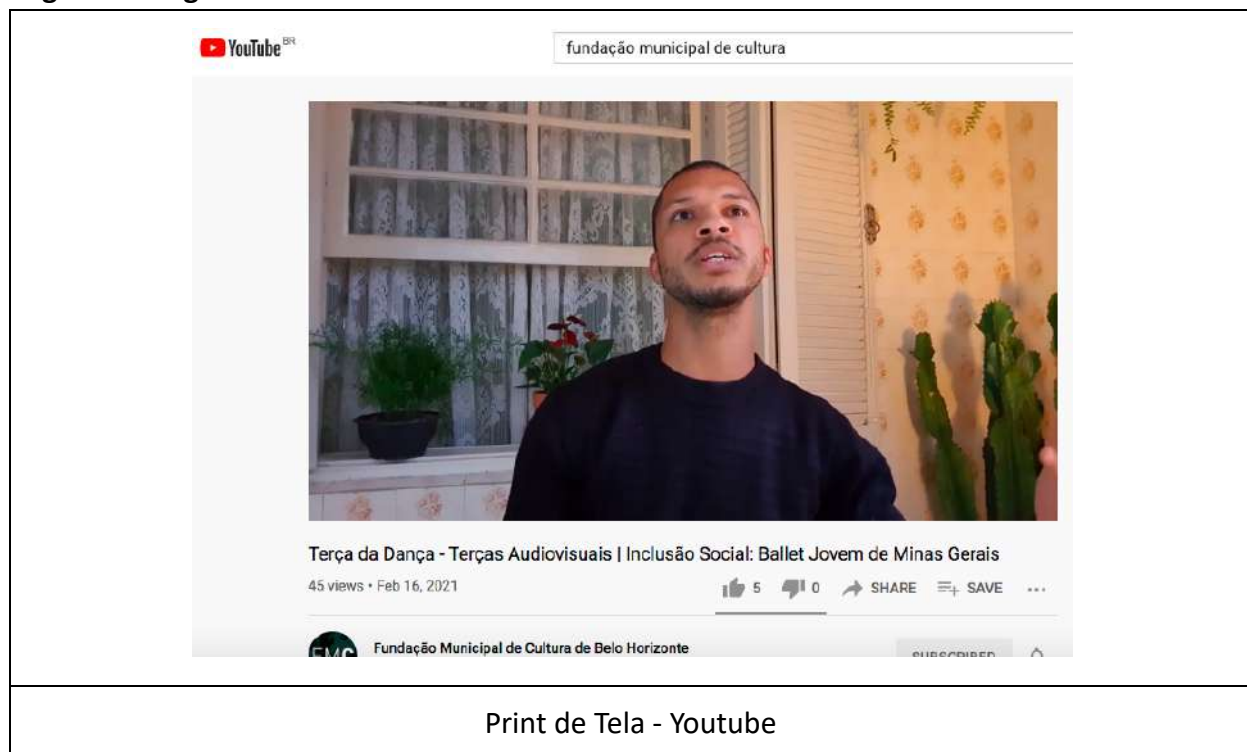 YouTube BR
fundação municipal de cultura
Terça da Dança - Terças Audiovisuais | Inclusão Social: Ballet Jovem de Minas Gerais
45 views • Feb 16, 2021 5 0 SHARE SAVE ...
FMC Fundação Municipal de Cultura de Belo Horizonte SUBSCRIBED
Print de Tela - Youtube